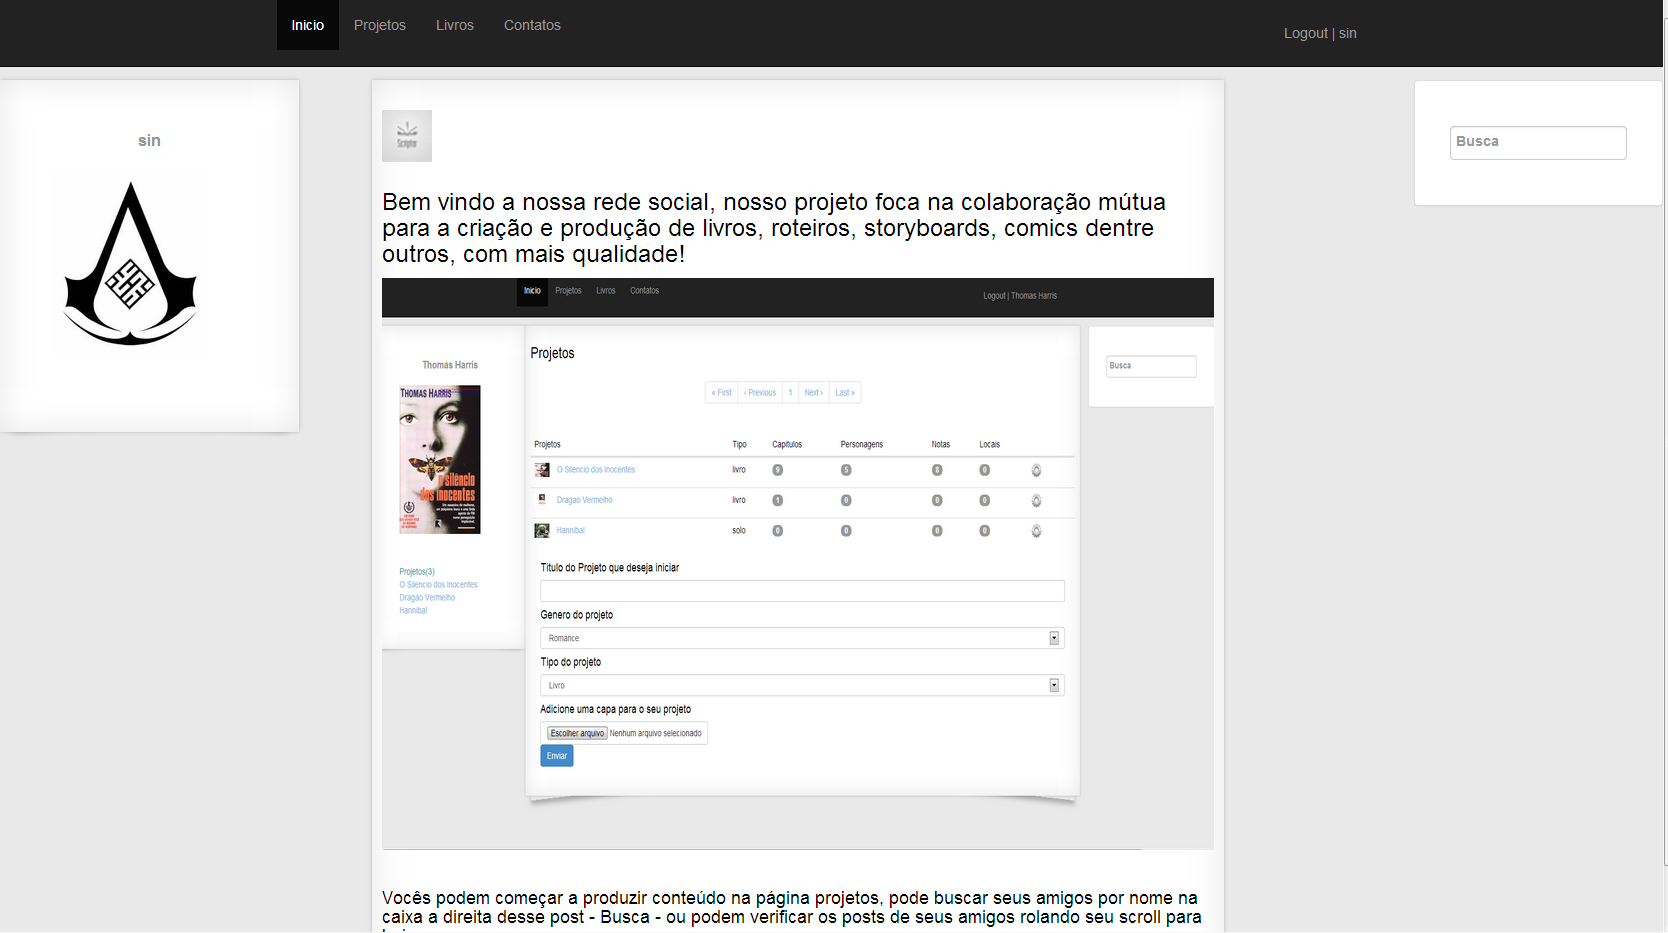 Inicio Projetos Livros Contatos Logout | sin
sin
Busca
Scriptar
Bem vindo a nossa rede social, nosso projeto foca na colaboração mútua
para a criação e produção de livros, roteiros, storyboards, comics dentre
outros, com mais qualidade!
Inicio Projetos Livros Contatos Logout | Thomas Harris
Thomas Harris
THOMAS HARRIS
o silêncio
dos inocentes
Projetos(3)
O Silencio dos Inocentes
Dragao Vermelho
Hannibal
Projetos
« First ‹ Previous 1 Next › Last »
Projetos Tipo Capitulos Personagens Notas Locais
O Silencio dos Inocentes livro 9 5 8 0
Dragao Vermelho livro 1 0 0 0
Hannibal solo 0 0 0 0
Titulo do Projeto que deseja iniciar
Genero do projeto
Romance
Tipo do projeto
Livro
Adicione uma capa para o seu projeto
Escolher arquivo Nenhum arquivo selecionado
Enviar
Busca
Vocês podem começar a produzir conteúdo na página projetos, pode buscar seus amigos por nome na
caixa a direita desse post - Busca - ou podem verificar os posts de seus amigos rolando seu scroll para